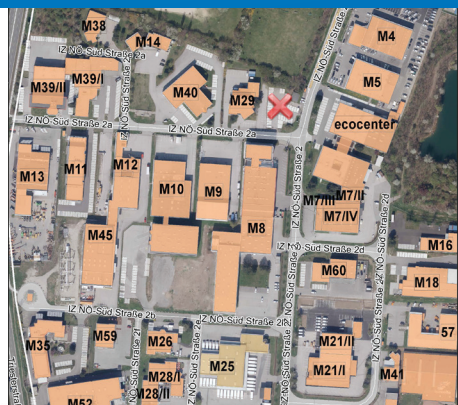 M38
M14
IZ NÖ-Süd Straße 2a
M4
M39/II
M39/I
M40
M29
M5
ecocenter
IZ NÖ-Süd Straße 2a
IZ NÖ-Süd Straße 2a
M13
M11
M12
M10
M9
M8
IZ NÖ-Süd Straße 2
M7/III
M7/II
M7/IV
M45
IZ NÖ-Süd Straße 2d
M16
M60
M18
IZ NÖ-Süd Straße 2b
IZ NÖ-Süd Straße 2
M35
M59
M26
M25
M21/II
M21/I
57
M28/I
M28/II
M41
M52